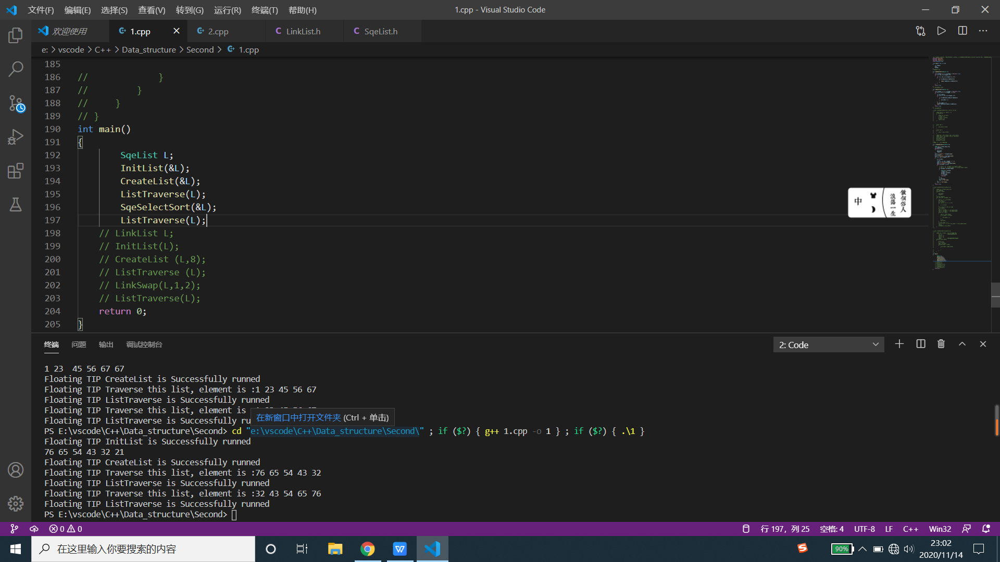 文件(F) 编辑(E) 选择(S) 查看(V) 转到(G) 运行(R) 终端(T) 帮助(H)
1.cpp - Visual Studio Code
欢迎使用
1.cpp
2.cpp
C LinkList.h
C SqeList.h
e: > vscode > C++ > Data_structure > Second > 1.cpp
185
186 // }
187 // }
188 // }
189 // }
190 int main()
191 {
192 SqeList L;
193 InitList(&L);
194 CreateList(&L);
195 ListTraverse(L);
196 SqeSelectSort(&L);
197 ListTraverse(L);
198 // LinkList L;
199 // InitList(L);
200 // CreateList (L,8);
201 // ListTraverse (L);
202 // LinkSwap(L,1,2);
203 // ListTraverse(L);
204 return 0;
205 }
中
做個俗人
浪荡一生
终端 问题 输出 调试控制台
2: Code
1 23  45 56 67 67
Floating TIP CreateList is Successfully runned
Floating TIP Traverse this list, element is :1 23 45 56 67
Floating TIP ListTraverse is Successfully runned
Floating TIP Traverse this list, element is
Floating TIP ListTraverse is Successfully ru
在新窗口中打开文件夹 (Ctrl + 单击)
PS E:\vscode\C++\Data_structure\Second> cd "e:\vscode\C++\Data_structure\Second\" ; if ($?) { g++ 1.cpp -o 1 } ; if ($?) { .\1 }
Floating TIP InitList is Successfully runned
76 65 54 43 32 21
Floating TIP CreateList is Successfully runned
Floating TIP Traverse this list, element is :76 65 54 43 32
Floating TIP ListTraverse is Successfully runned
Floating TIP Traverse this list, element is :32 43 54 65 76
Floating TIP ListTraverse is Successfully runned
PS E:\vscode\C++\Data_structure\Second>
0 0
行 197，列 25 空格: 4 UTF-8 LF C++ Win32
在这里输入你要搜索的内容
90%
23:02
2020/11/14